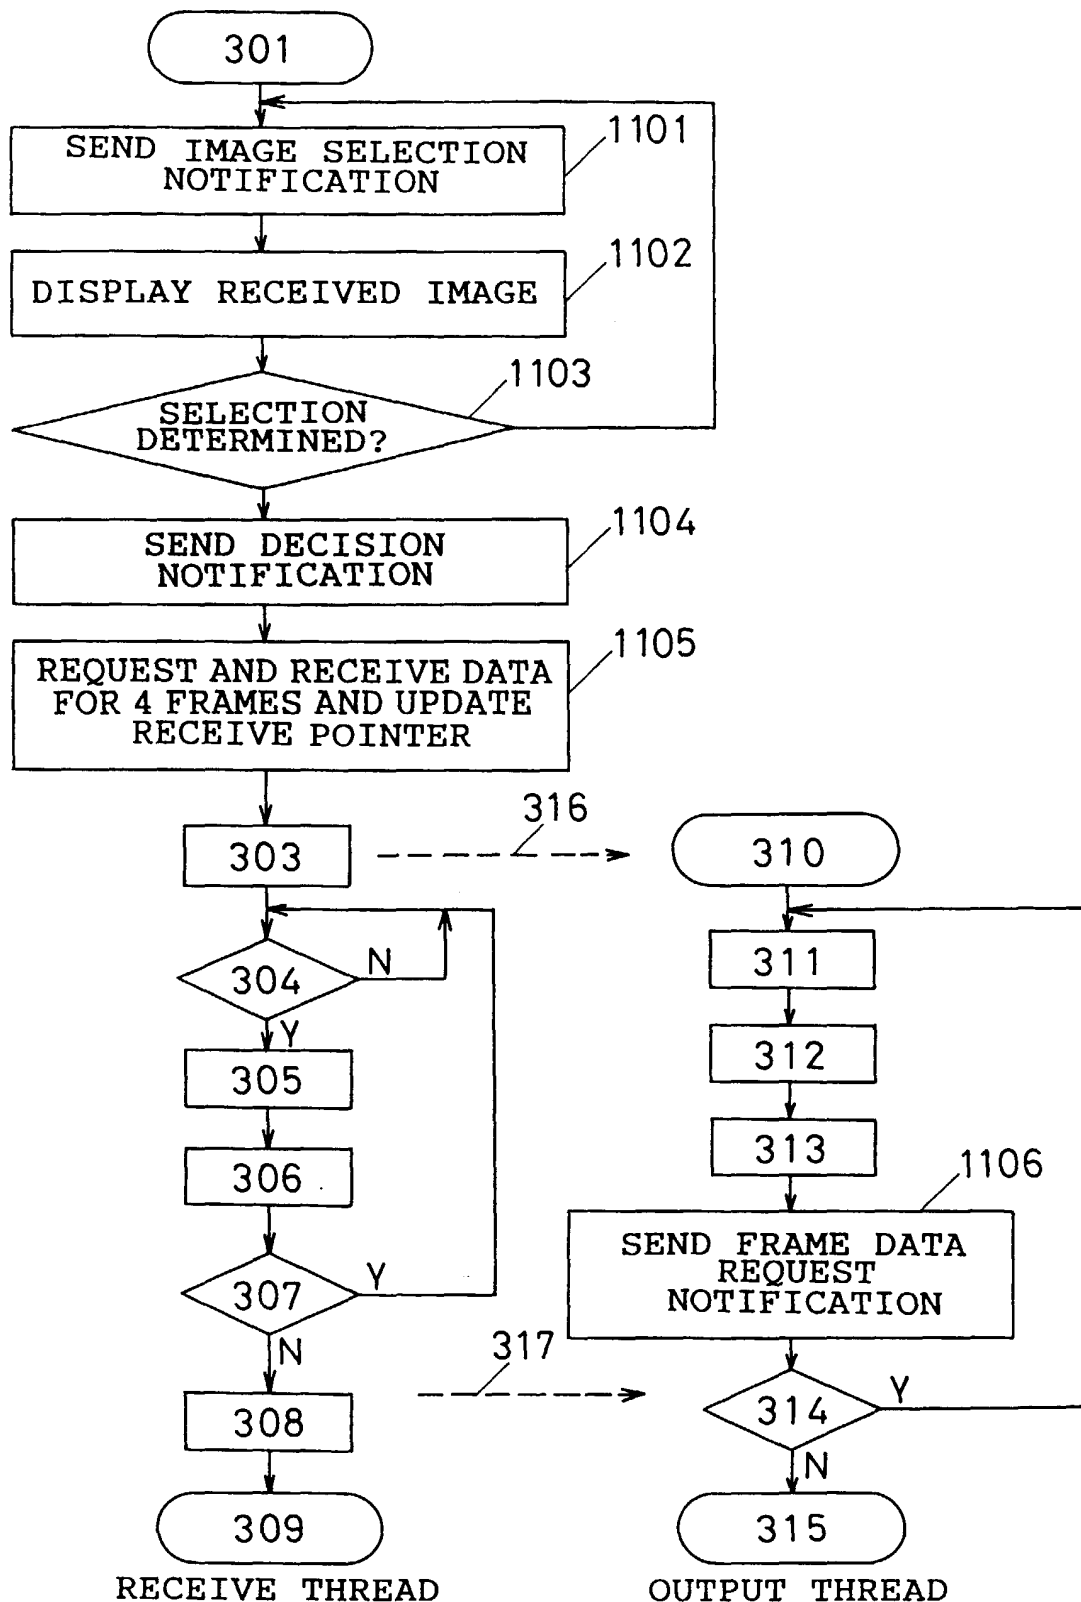 301
1101
SEND IMAGE SELECTION
NOTIFICATION
1102
DISPLAY RECEIVED IMAGE
1103
SELECTION
DETERMINED?
1104
SEND DECISION
NOTIFICATION
1105
REQUEST AND RECEIVE DATA
FOR 4 FRAMES AND UPDATE
RECEIVE POINTER
303
316
310
304
N
Y
305
306
307
Y
N
308
309
RECEIVE THREAD
311
312
313
1106
SEND FRAME DATA
REQUEST
NOTIFICATION
317
314
Y
N
315
OUTPUT THREAD